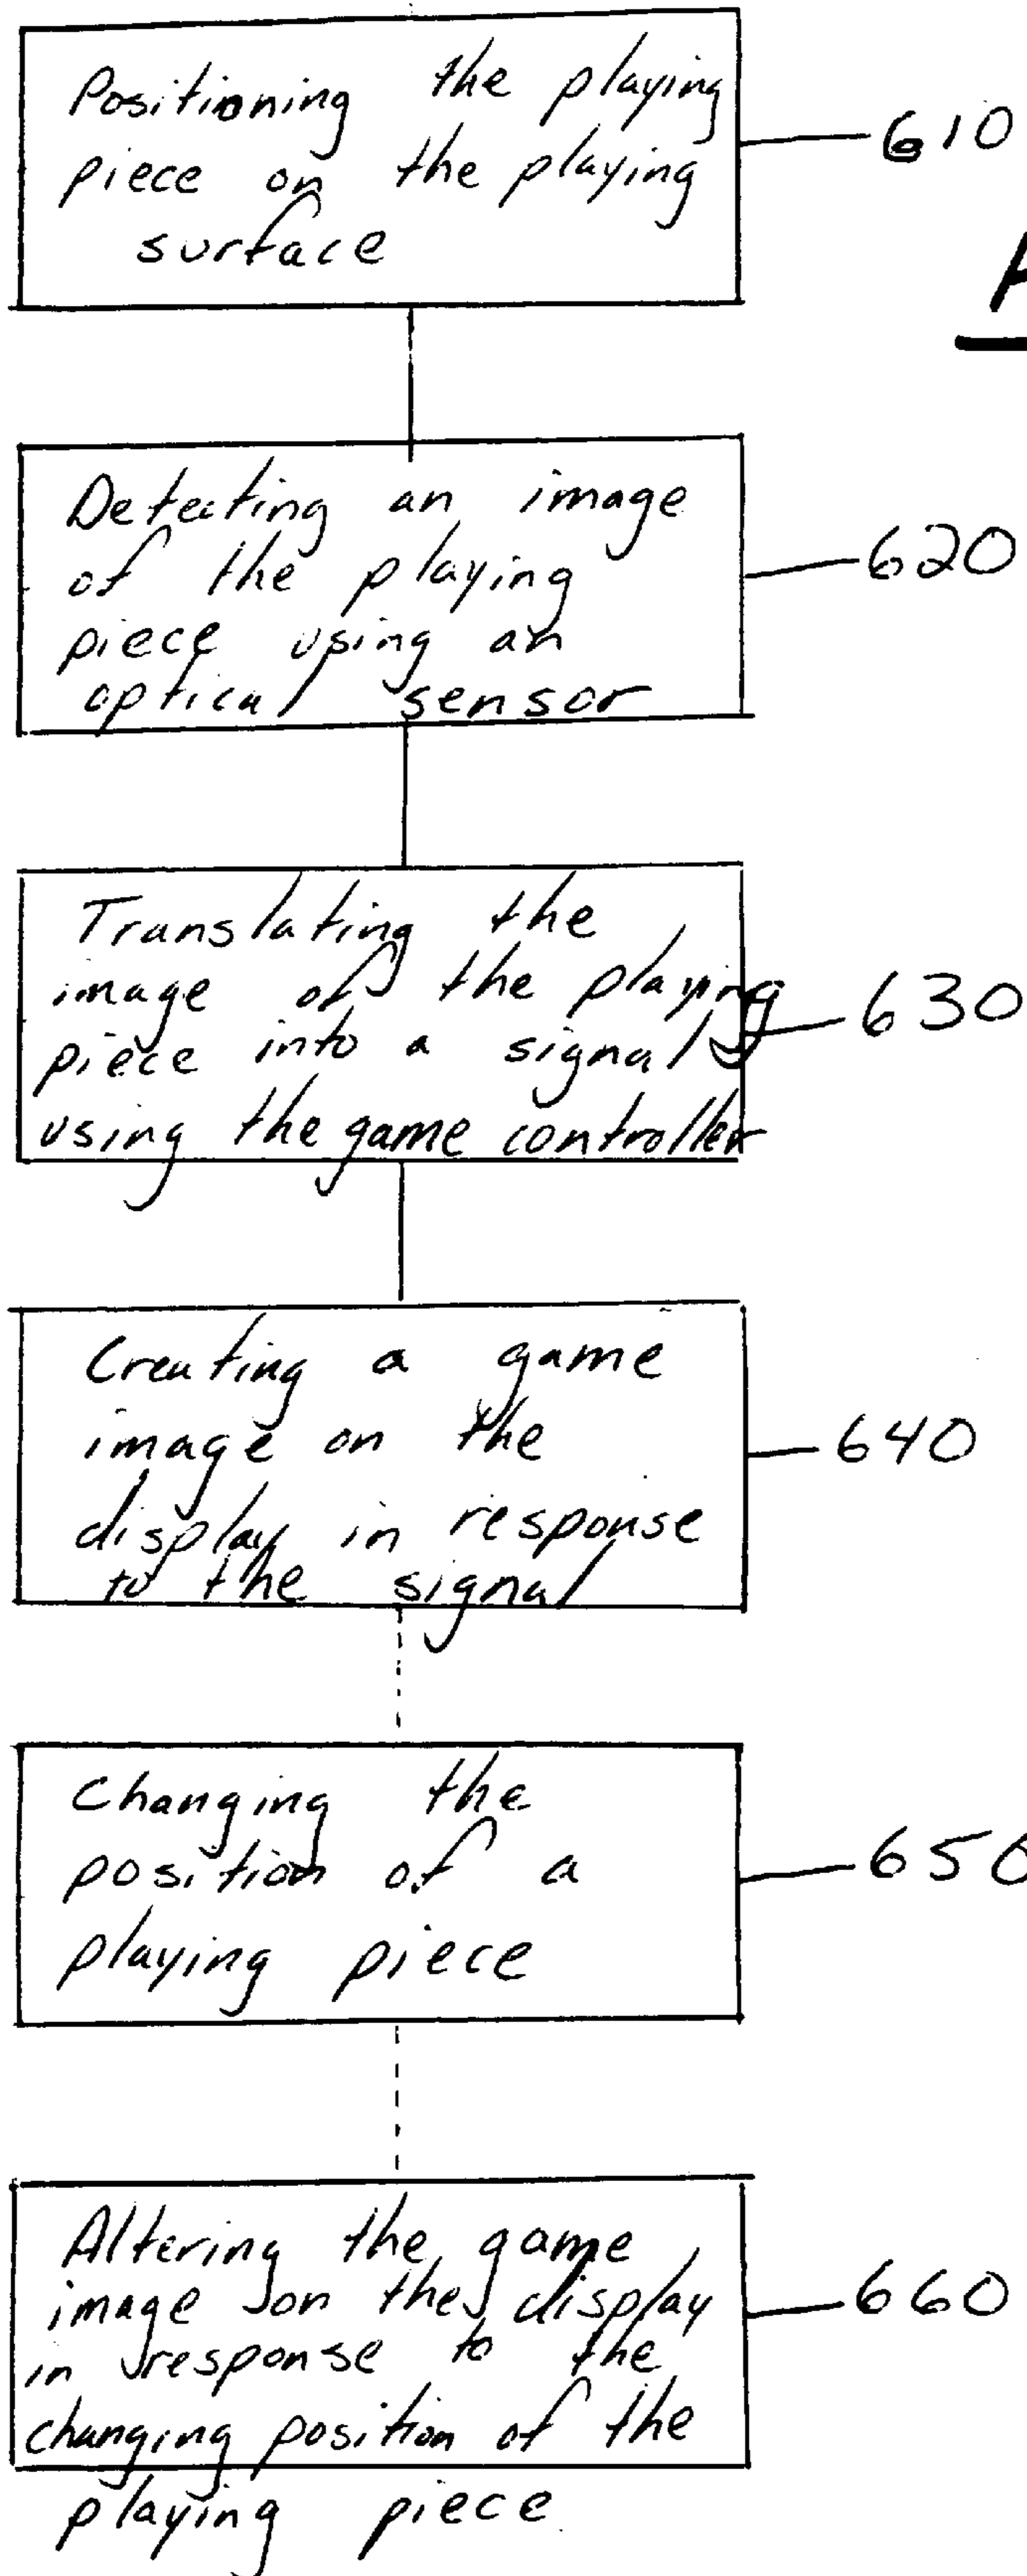 Positioning the playing
piece on the playing
surface
610
Detecting an image
of the playing
piece using an
optical sensor
620
Translating the
image of the playing
piece into a signal
using the game controller
630
Creating a game
image on the
display in response
to the signal
640
Changing the
position of a
playing piece
650
Altering the game
image on the display
in response to the
changing position of the
playing piece
660